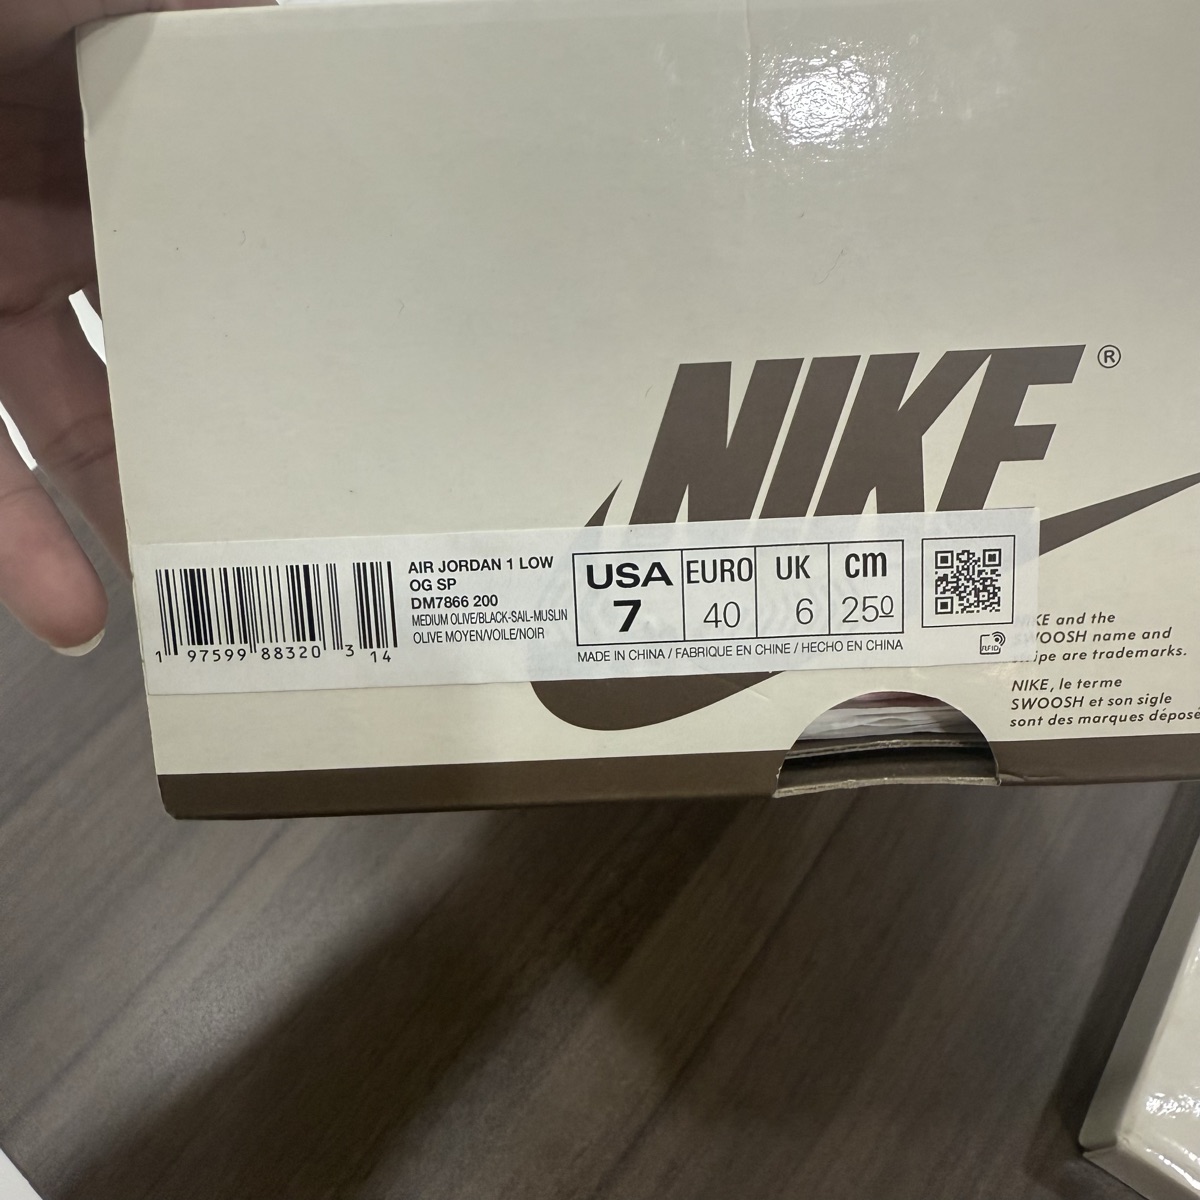 NIKE®
AIR JORDAN 1 LOW
OG SP
DM7866 200
MEDIUM OLIVE/BLACK-SAIL-MUSLIN
OLIVE MOYEN/VOILE/NOIR
1 97599 88320 3 14
USA EURO UK cm
7 40 6 250
MADE IN CHINA / FABRIQUE EN CHINE / HECHO EN CHINA
RFID
NIKE and the
SWOOSH name and
stripe are trademarks.
NIKE, le terme
SWOOSH et son sigle
sont des marques déposé